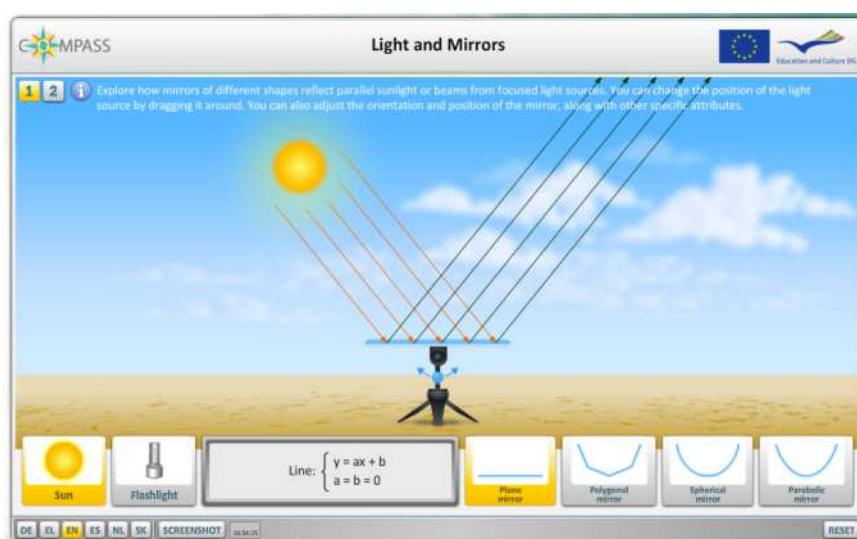 COMPASS
Light and Mirrors
Education and Culture DG
1 2 i Explore how mirrors of different shapes reflect parallel sunlight or beams from focused light sources. You can change the position of the light
source by dragging it around. You can also adjust the orientation and position of the mirror, along with other specific attributes.
Line: { y = ax + b
a = b = 0
Sun
Flashlight
Plane
mirror
Polygonal
mirror
Spherical
mirror
Parabolic
mirror
DE EL EN ES NL SK SCREENSHOT
RESET